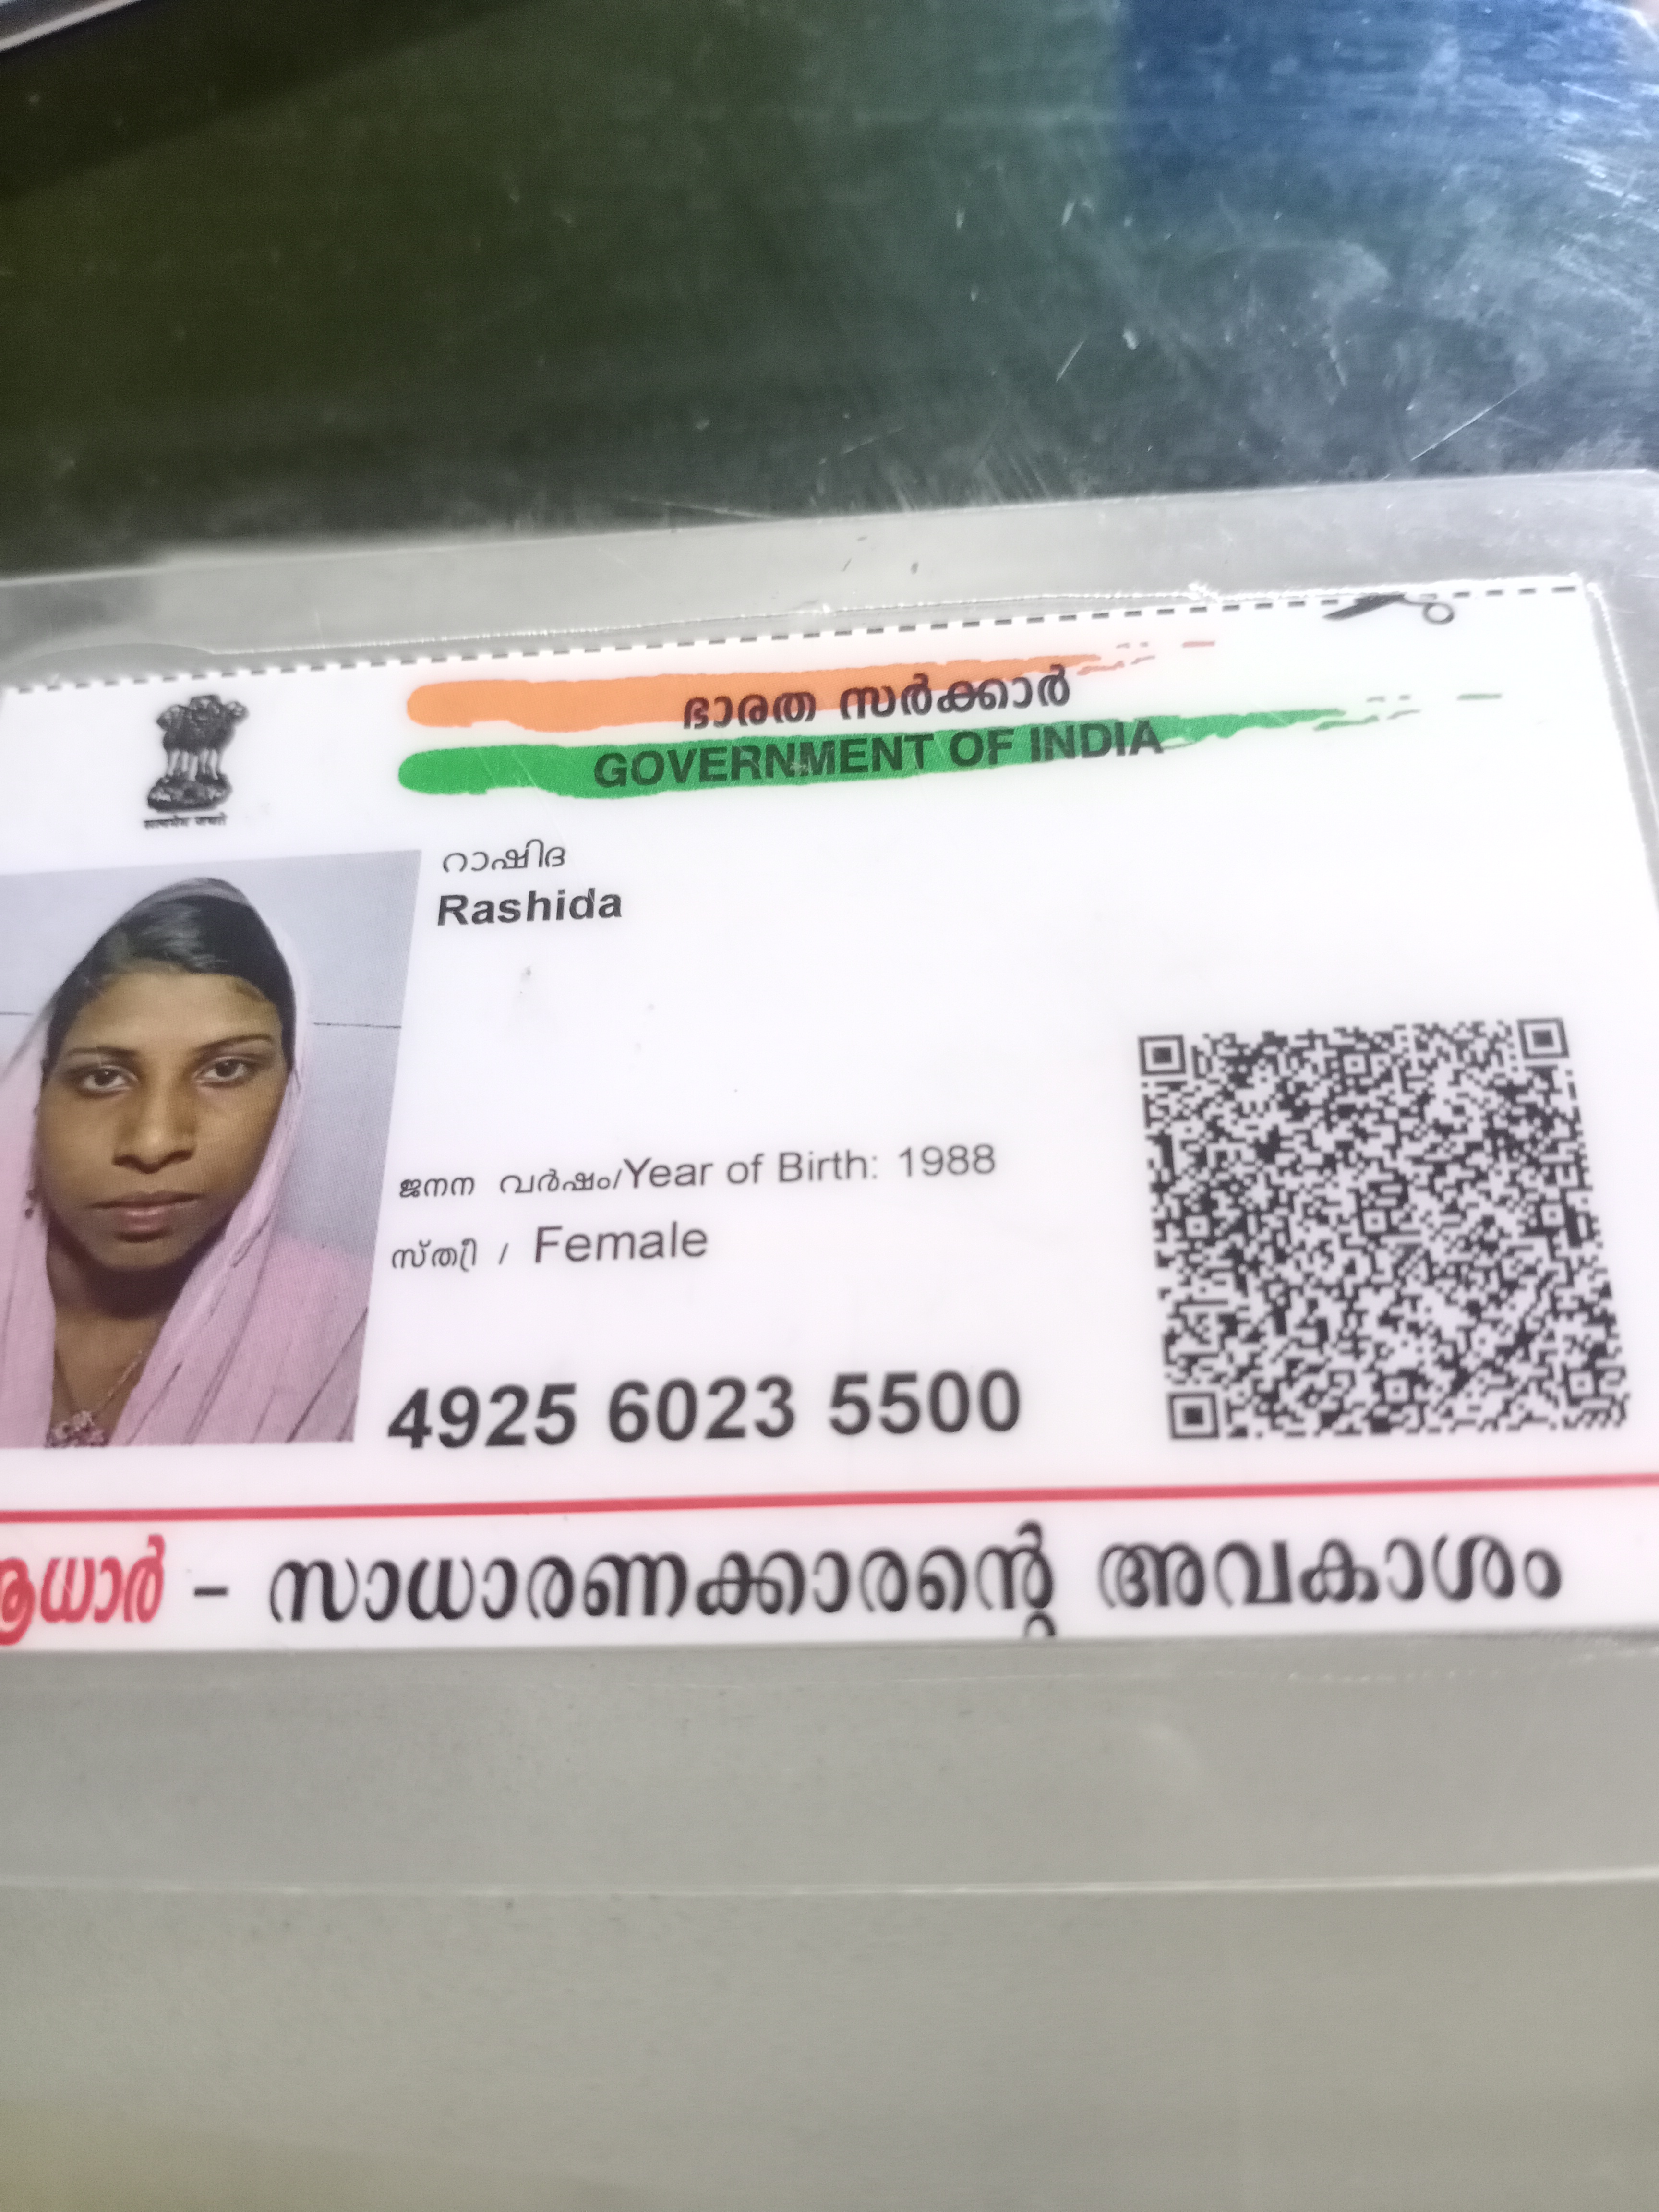 ഭാരത സർക്കാർ
GOVERNMENT OF INDIA
सत्यमेव जयते
റാഷിദ
Rashida
ജനന വർഷം/Year of Birth: 1988
സ്ത്രീ / Female
4925 6023 5500
ആധാർ – സാധാരണക്കാരന്റെ അവകാശം